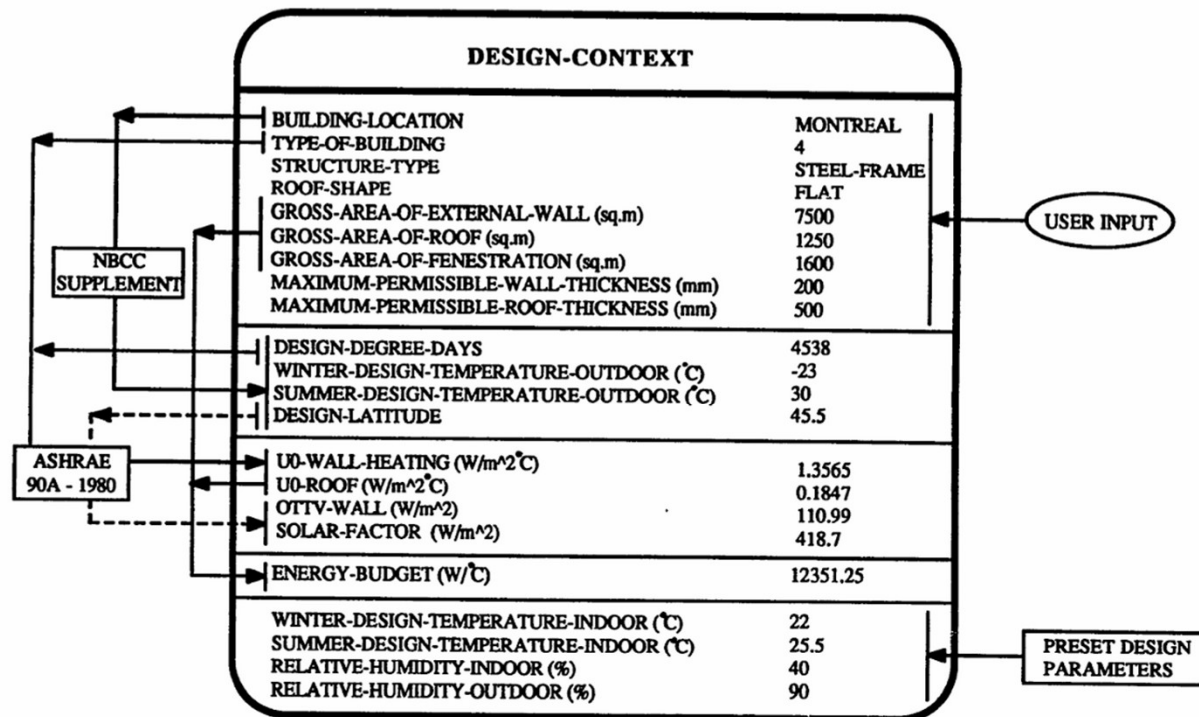 DESIGN-CONTEXT
BUILDING-LOCATION MONTREAL
TYPE-OF-BUILDING 4
STRUCTURE-TYPE STEEL-FRAME
ROOF-SHAPE FLAT
GROSS-AREA-OF-EXTERNAL-WALL (sq.m) 7500
GROSS-AREA-OF-ROOF (sq.m) 1250
GROSS-AREA-OF-FENESTRATION (sq.m) 1600
MAXIMUM-PERMISSIBLE-WALL-THICKNESS (mm) 200
MAXIMUM-PERMISSIBLE-ROOF-THICKNESS (mm) 500
USER INPUT
NBCC
SUPPLEMENT
DESIGN-DEGREE-DAYS 4538
WINTER-DESIGN-TEMPERATURE-OUTDOOR (°C) -23
SUMMER-DESIGN-TEMPERATURE-OUTDOOR (°C) 30
DESIGN-LATITUDE 45.5
ASHRAE
90A - 1980
U0-WALL-HEATING (W/m^2°C) 1.3565
U0-ROOF (W/m^2°C) 0.1847
OTTV-WALL (W/m^2) 110.99
SOLAR-FACTOR (W/m^2) 418.7
ENERGY-BUDGET (W/°C) 12351.25
WINTER-DESIGN-TEMPERATURE-INDOOR (°C) 22
SUMMER-DESIGN-TEMPERATURE-INDOOR (°C) 25.5
RELATIVE-HUMIDITY-INDOOR (%) 40
RELATIVE-HUMIDITY-OUTDOOR (%) 90
PRESET DESIGN
PARAMETERS